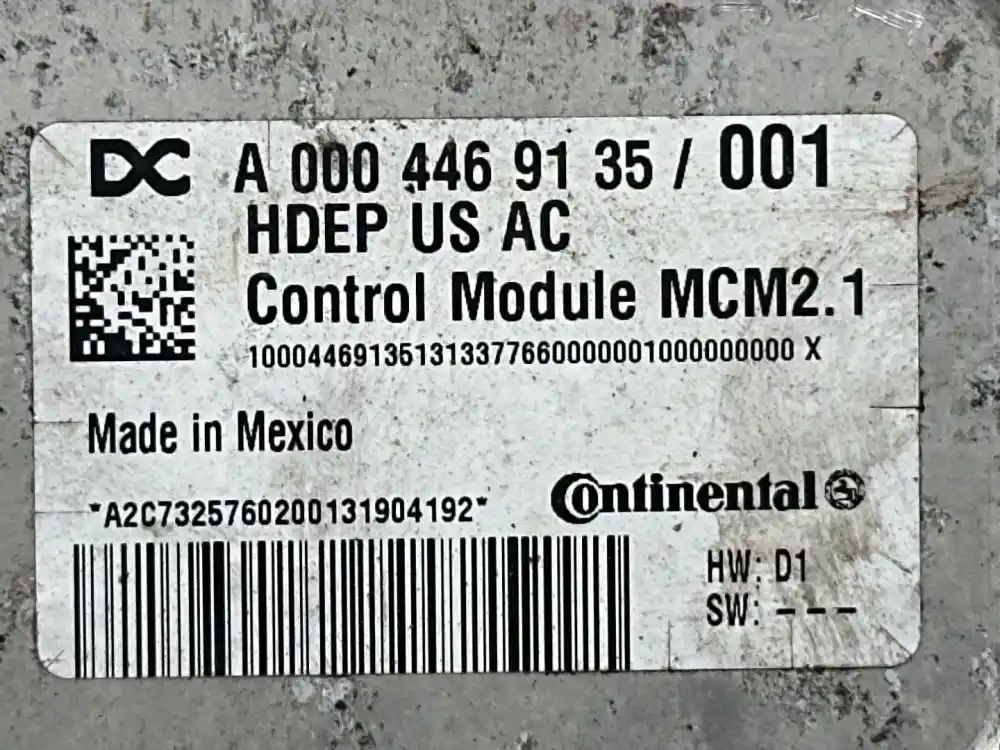 DC A 000 446 91 35 / 001
HDEP US AC
Control Module MCM2.1
100044691351313377660000001000000000 X
Made in Mexico
*A2C7325760200131904192*
Continental
HW: D1
SW: ---